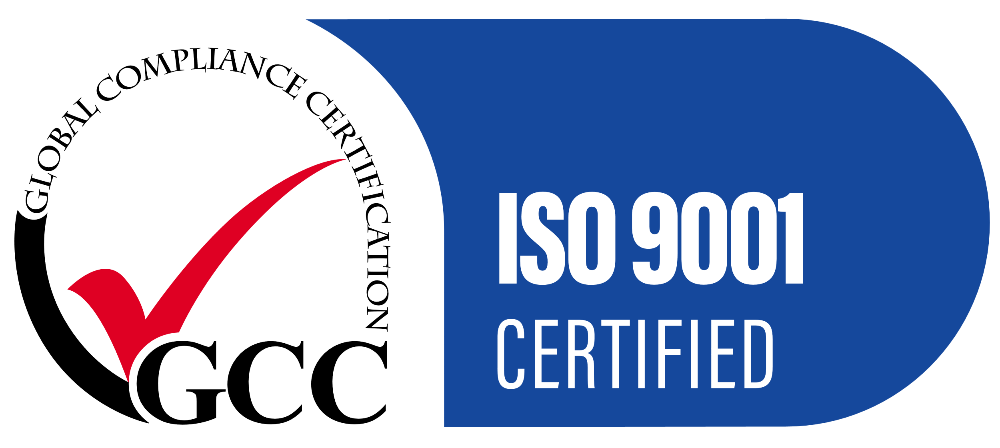 GLOBAL COMPLIANCE CERTIFICATION
GCC
ISO 9001
CERTIFIED